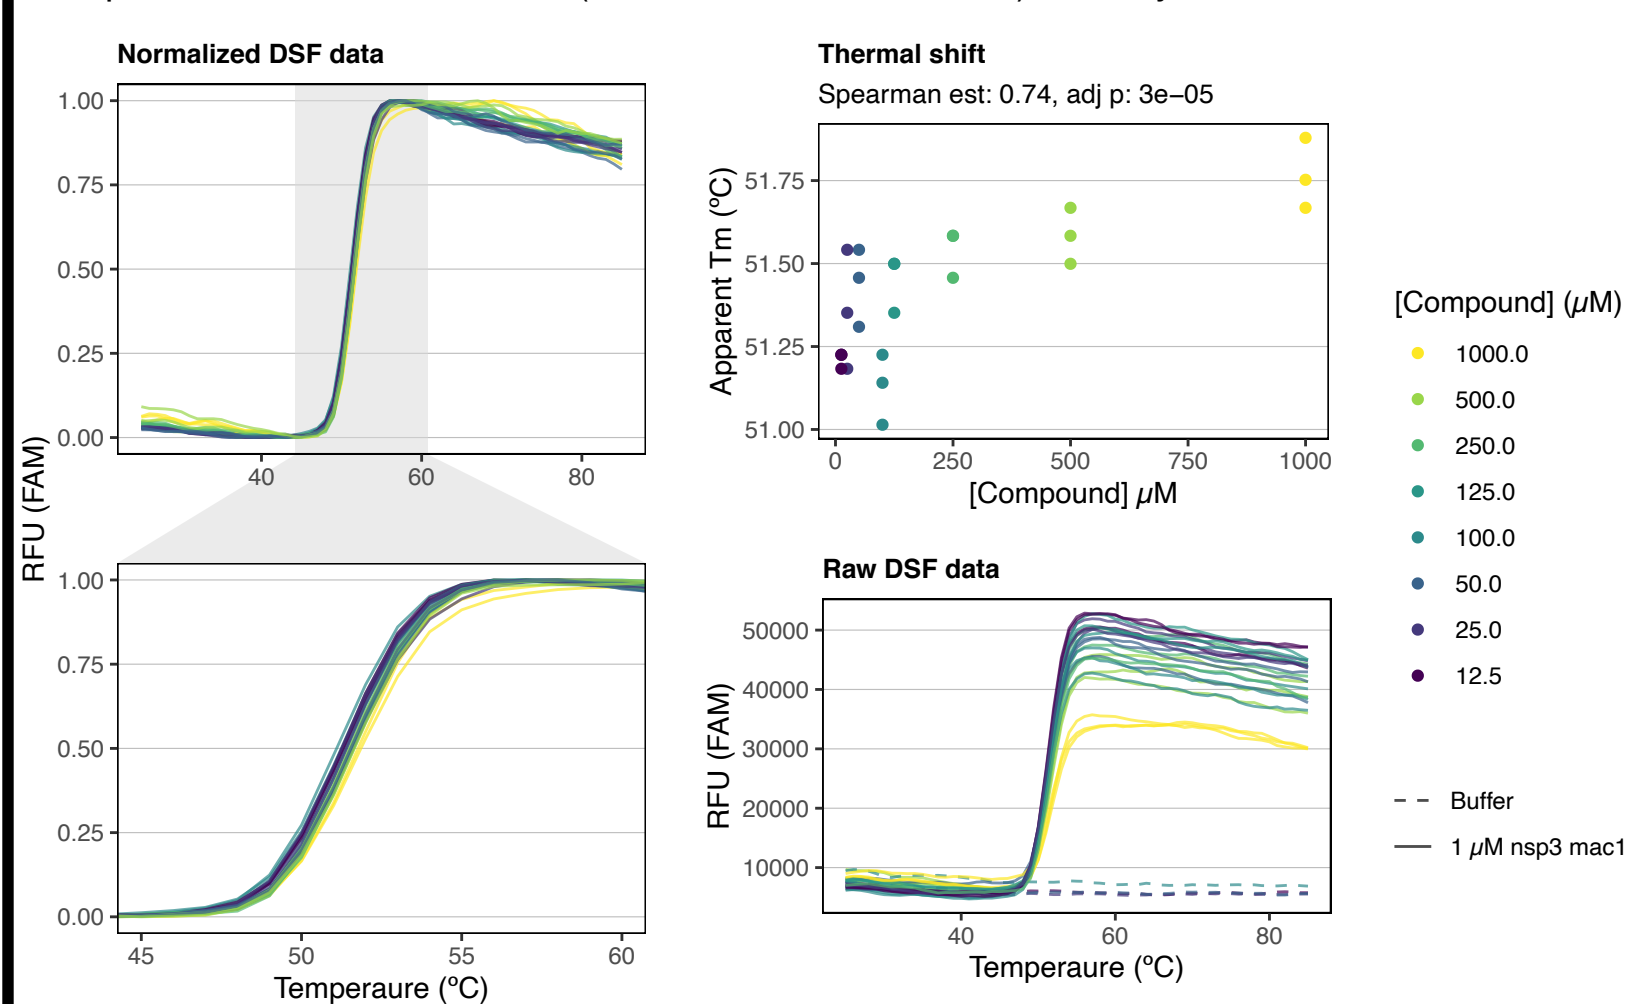 Normalized DSF data
1.00
0.75
0.50
0.25
0.00
40 60 80
RFU (FAM)
1.00
0.75
0.50
0.25
0.00
45 50 55 60
Temperaure (ºC)
Thermal shift
Spearman est: 0.74, adj p: 3e−05
Apparent Tm (ºC)
51.75
51.50
51.25
51.00
0 250 500 750 1000
[Compound] µM
Raw DSF data
RFU (FAM)
50000
40000
30000
20000
10000
40 60 80
Temperaure (ºC)
[Compound] (µM)
1000.0
500.0
250.0
125.0
100.0
50.0
25.0
12.5
Buffer
1 µM nsp3 mac1